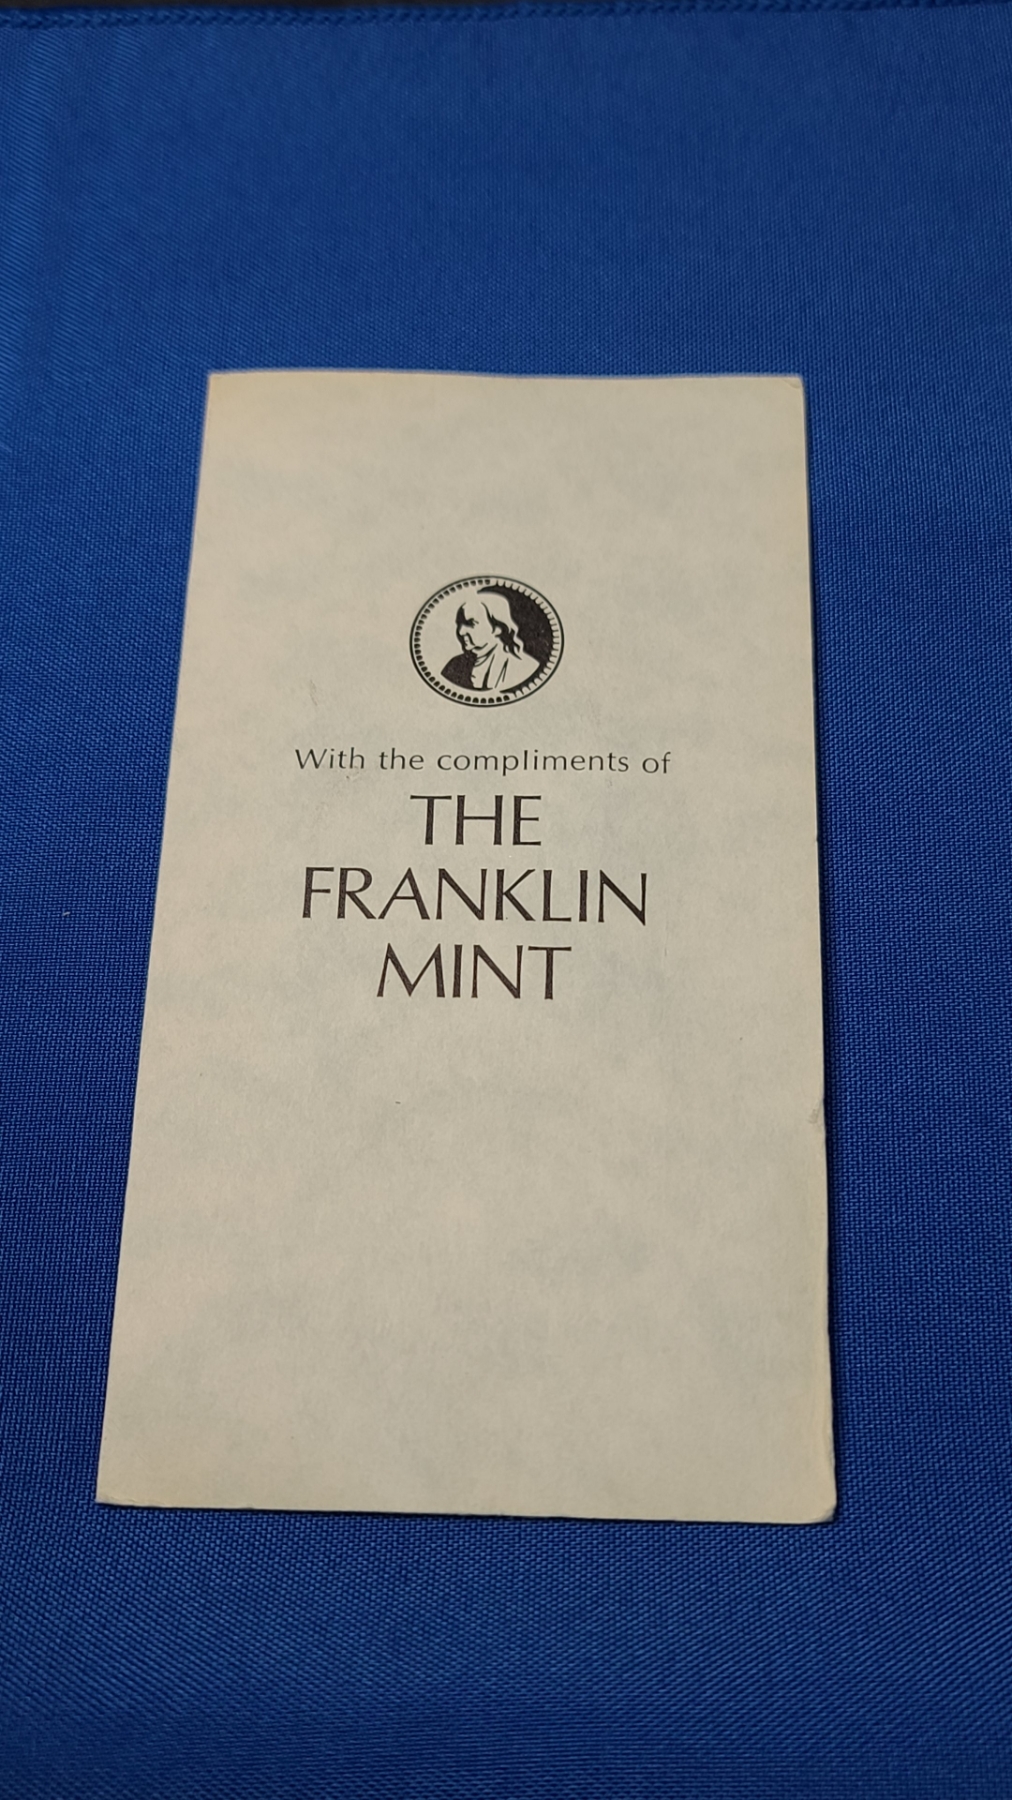 With the compliments of
THE
FRANKLIN
MINT